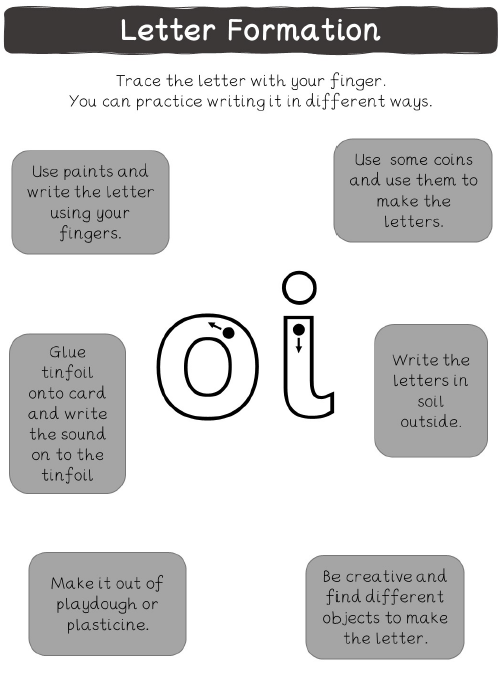 Letter Formation
Trace the letter with your finger.
You can practice writing it in different ways.
Use paints and
write the letter
using your
fingers.
Use some coins
and use them to
make the
letters.
oi
Glue
tinfoil
onto card
and write
the sound
on to the
tinfoil
Write the
letters in
soil
outside.
Make it out of
playdough or
plasticine.
Be creative and
find different
objects to make
the letter.